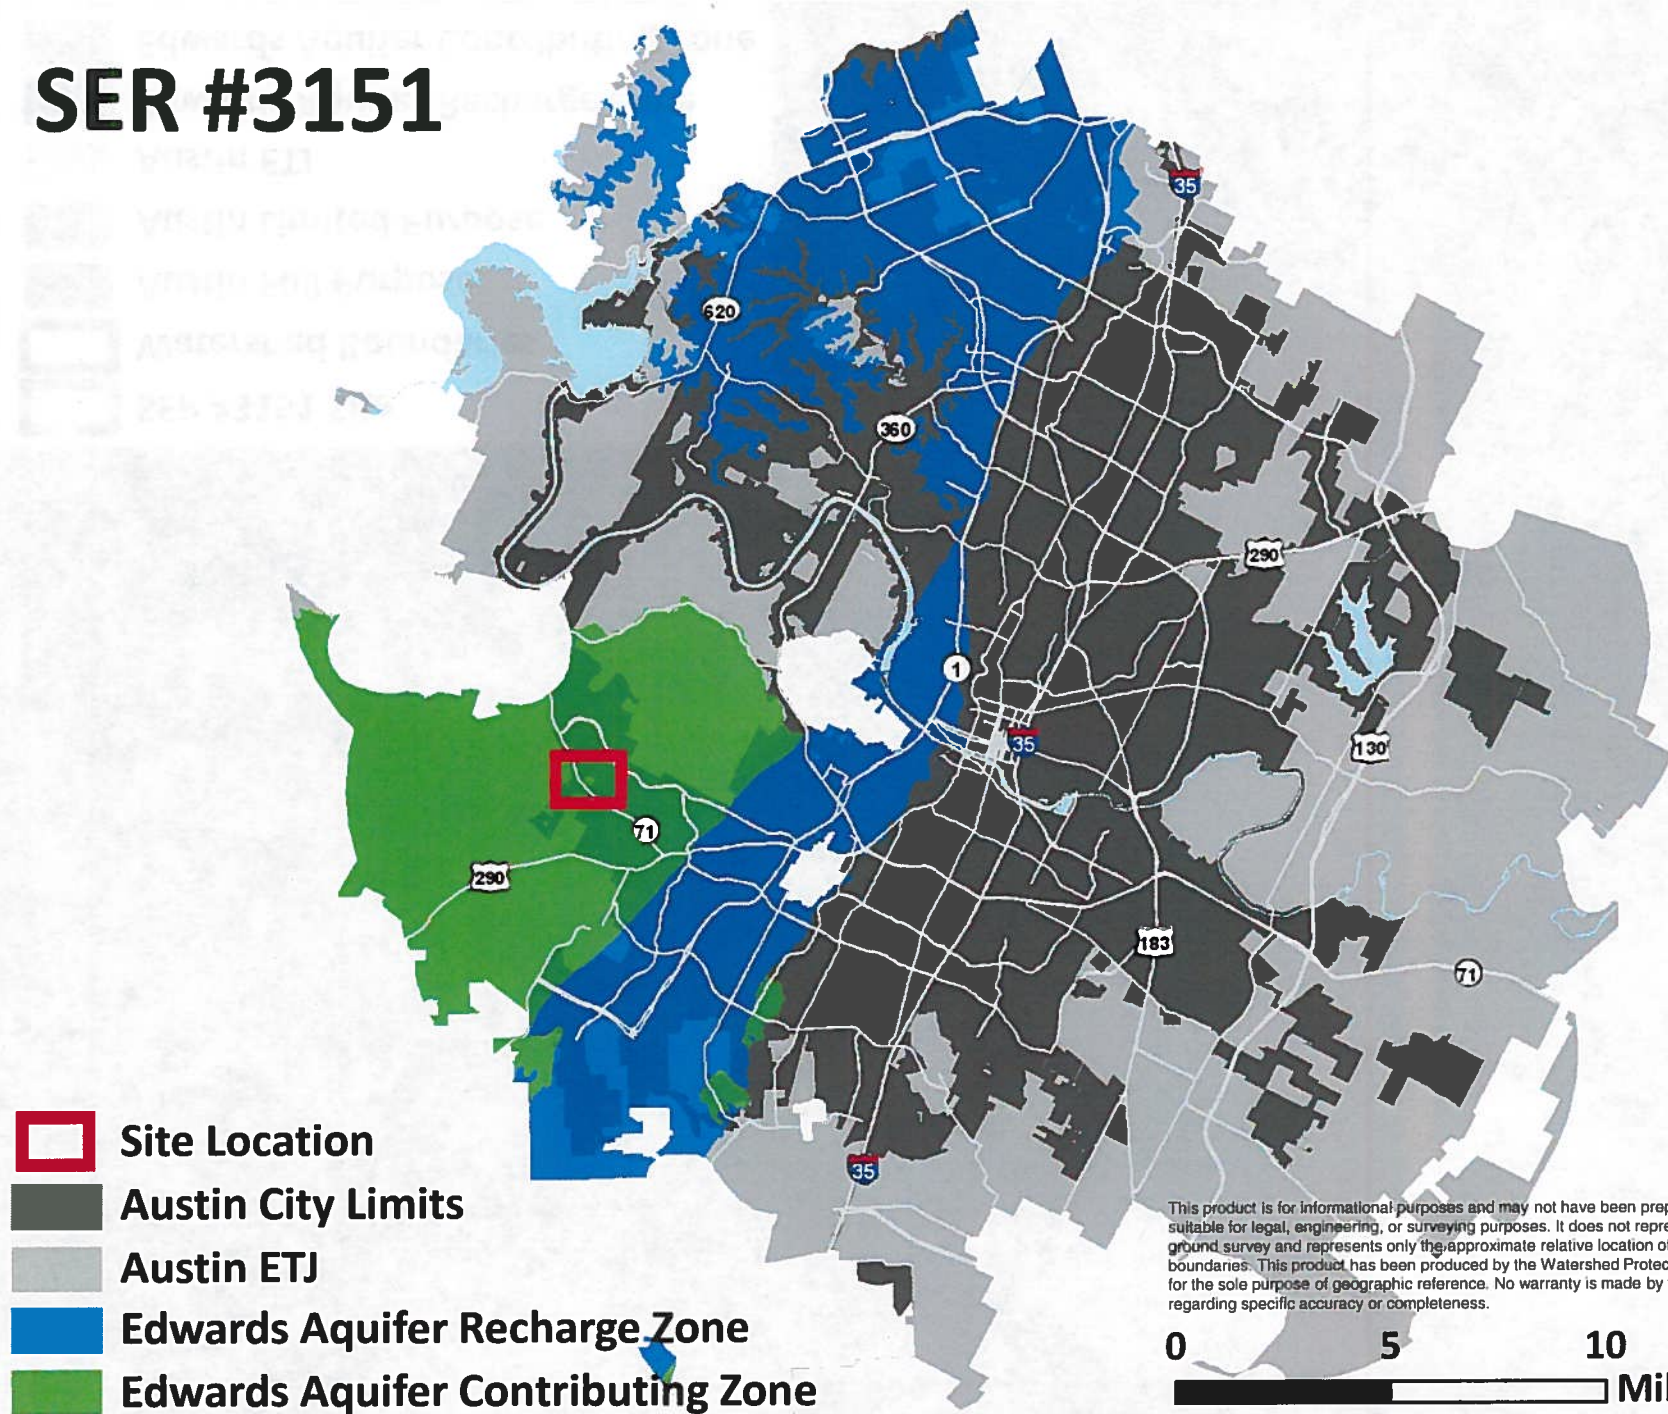 SER #3151
35
620
360
290
1
35
130
71
290
183
71
35
Site Location
Austin City Limits
Austin ETJ
Edwards Aquifer Recharge Zone
Edwards Aquifer Contributing Zone
This product is for informational purposes and may not have been prep
suitable for legal, engineering, or surveying purposes. It does not repre
ground survey and represents only the approximate relative location of
boundaries. This product has been produced by the Watershed Protec
for the sole purpose of geographic reference. No warranty is made by
regarding specific accuracy or completeness.
0 5 10
Mil